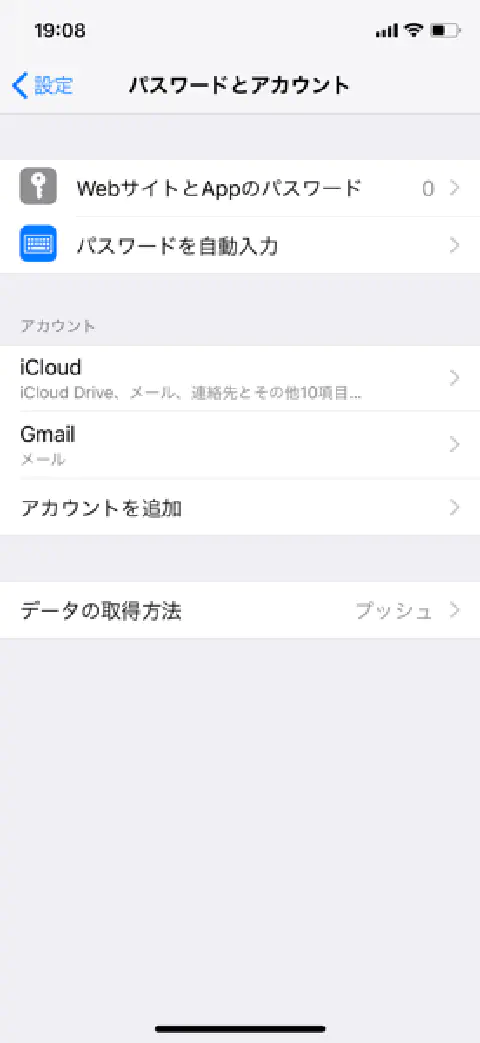 19:08
設定
パスワードとアカウント
WebサイトとAppのパスワード 0
パスワードを自動入力
アカウント
iCloud
iCloud Drive、メール、連絡先とその他10項目...
Gmail
メール
アカウントを追加
データの取得方法 プッシュ